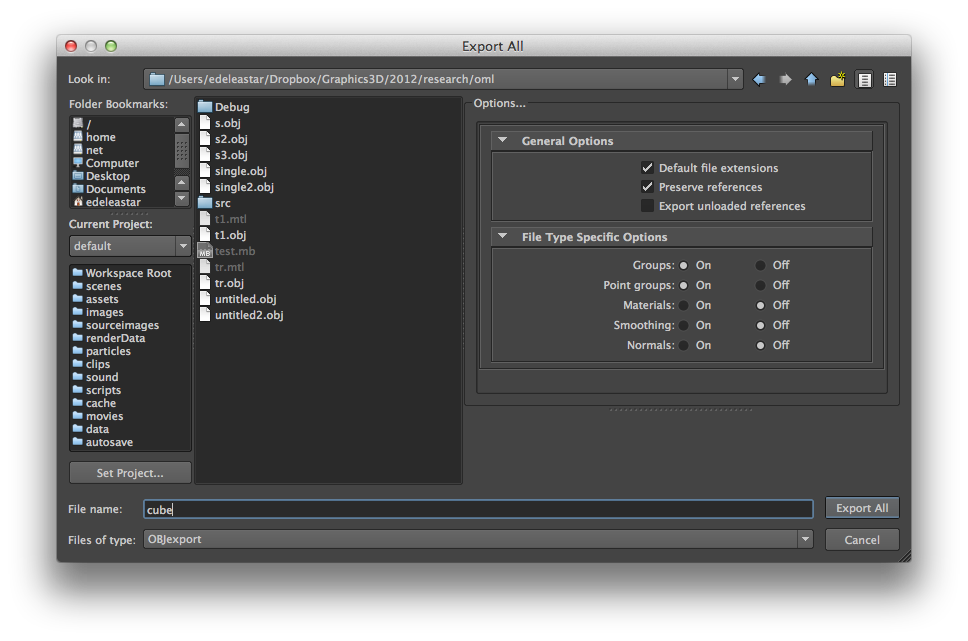 Export All
Look in: /Users/edeleastar/Dropbox/Graphics3D/2012/research/oml
Folder Bookmarks:
/
home
net
Computer
Desktop
Documents
edeleastar
Current Project:
default
Workspace Root
scenes
assets
images
sourceimages
renderData
particles
clips
sound
scripts
cache
movies
data
autosave
Set Project...
Debug
s.obj
s2.obj
s3.obj
single.obj
single2.obj
src
t1.mtl
t1.obj
MB test.mb
tr.mtl
tr.obj
untitled.obj
untitled2.obj
Options...
General Options
Default file extensions
Preserve references
Export unloaded references
File Type Specific Options
Groups: On Off
Point groups: On Off
Materials: On Off
Smoothing: On Off
Normals: On Off
File name: cube
Export All
Files of type: OBJexport
Cancel